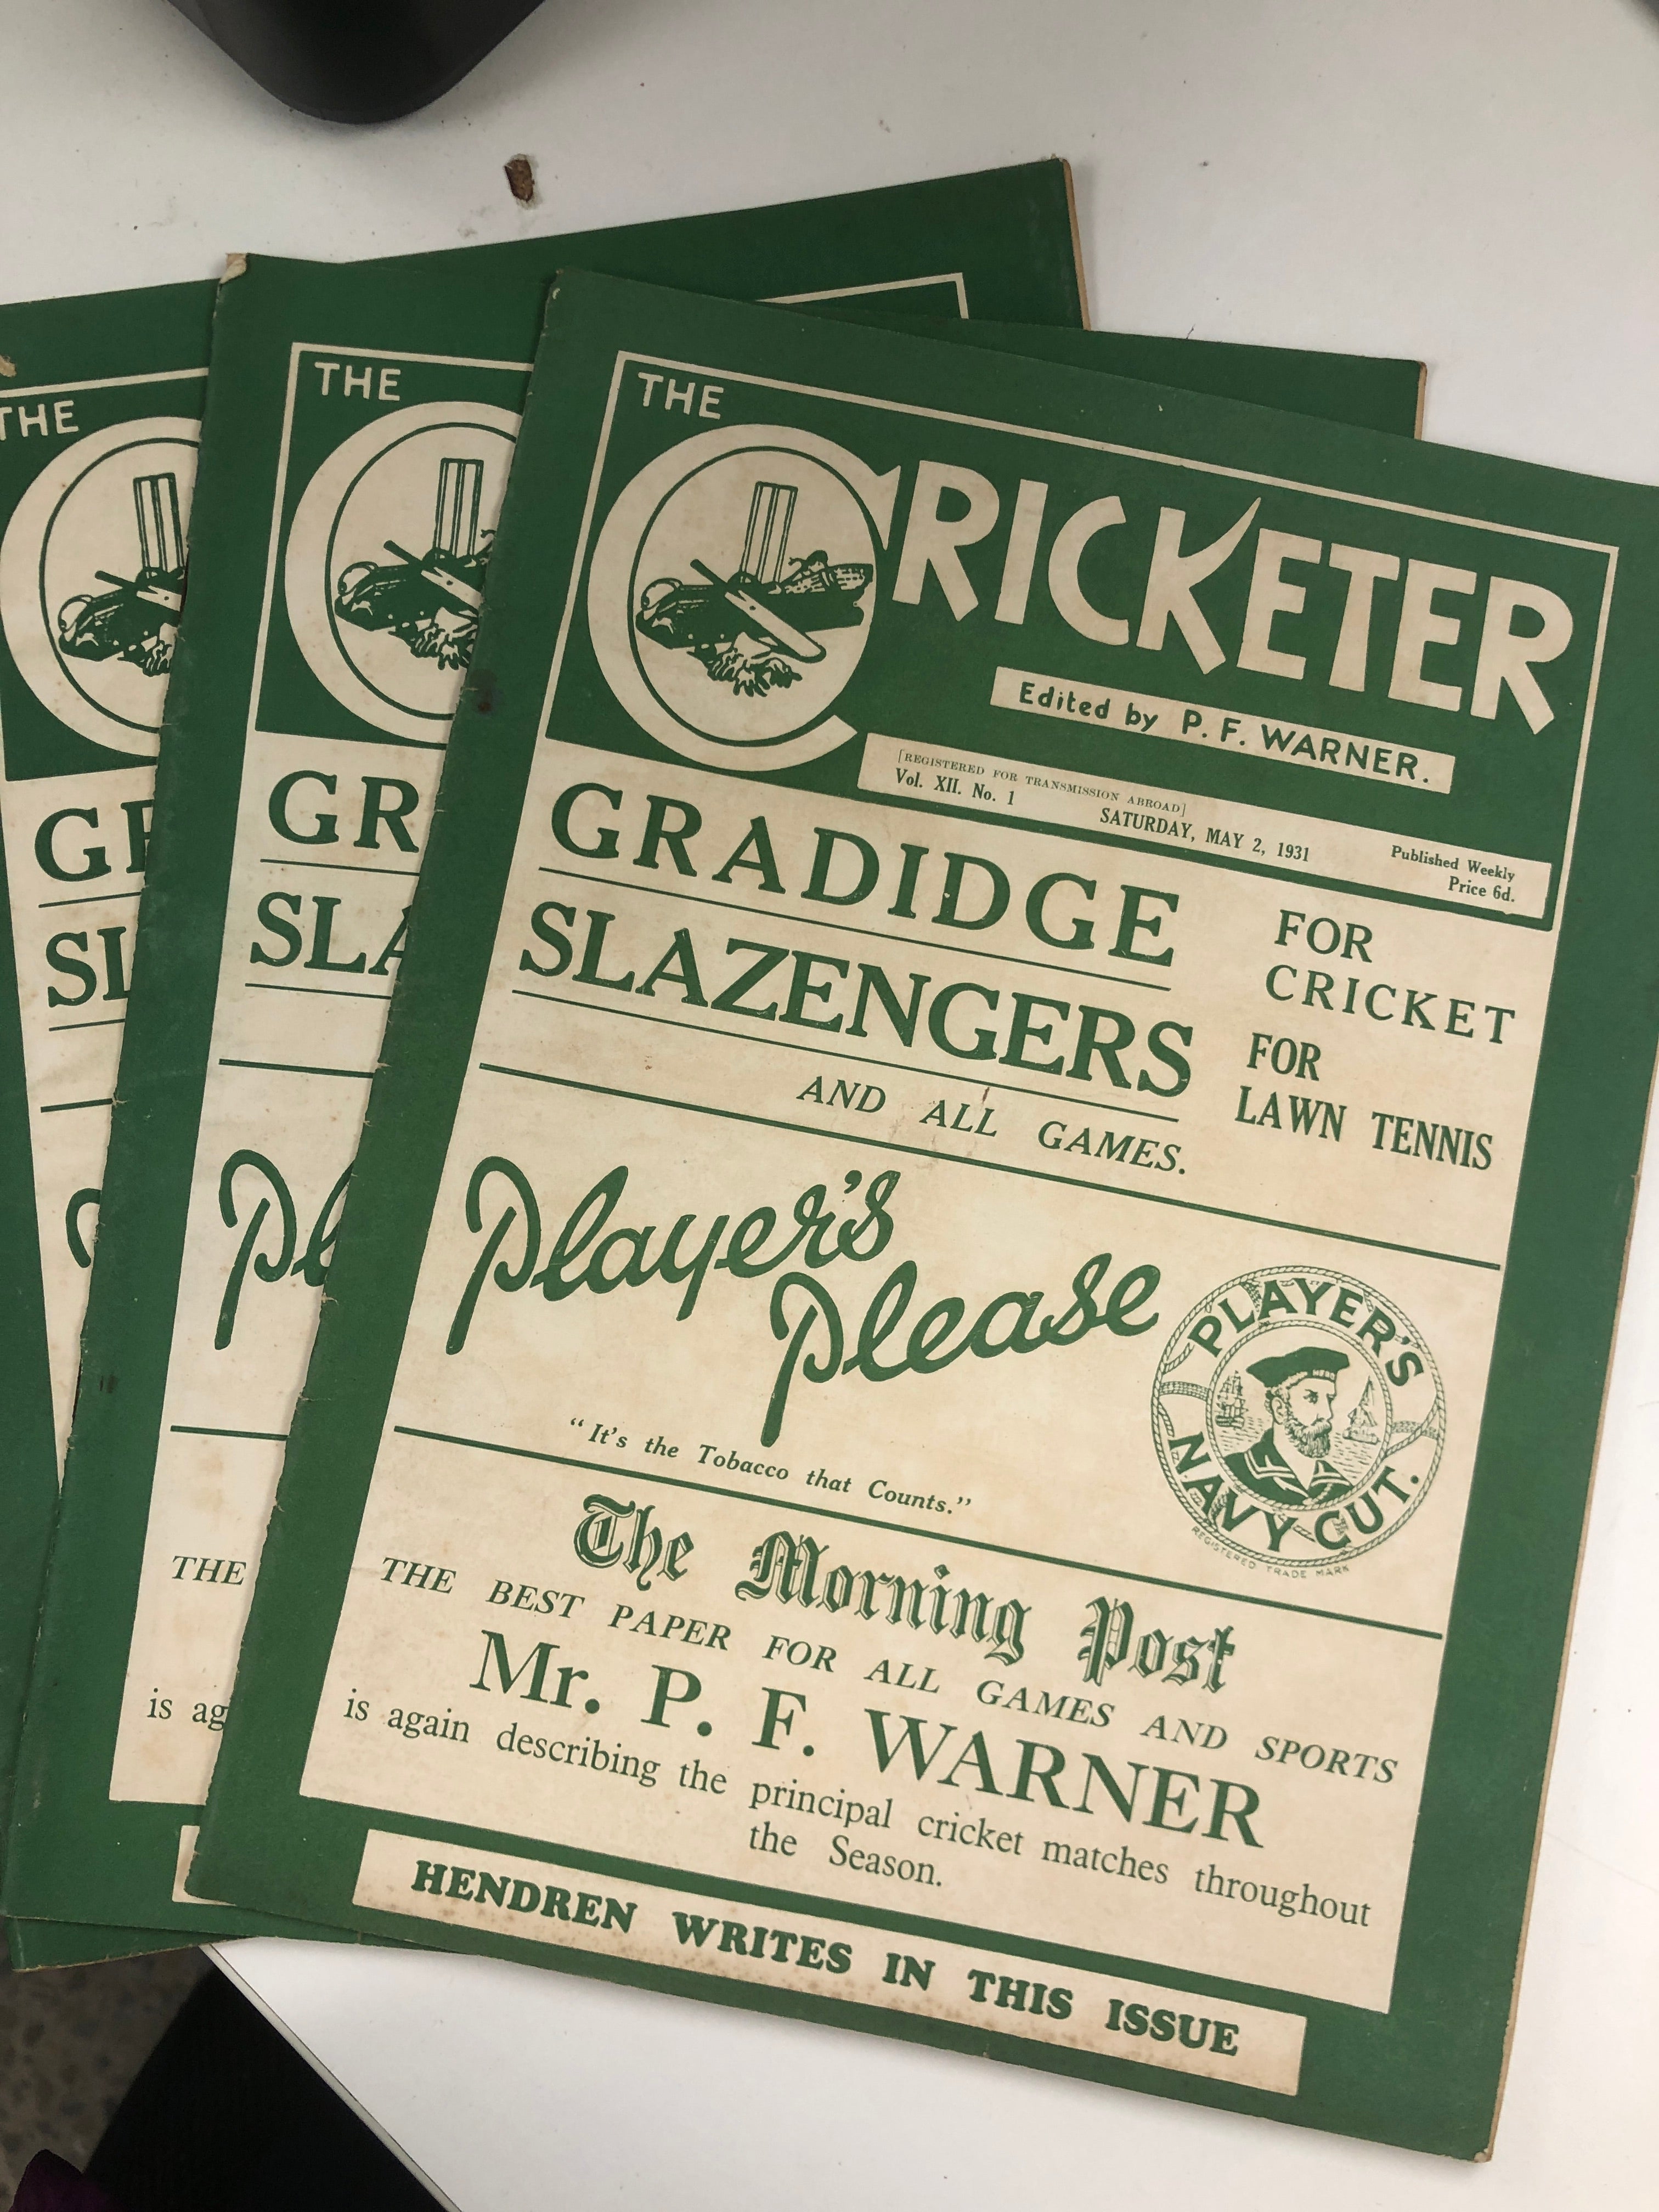 THE
CRICKETER
Edited by P. F. WARNER.
[REGISTERED FOR TRANSMISSION ABROAD]
Vol. XII. No. 1 SATURDAY, MAY 2, 1931 Published Weekly
Price 6d.
GRADIDGE FOR
CRICKET
SLAZENGERS FOR
LAWN TENNIS
AND ALL GAMES.
Player's
Please
"It's the Tobacco that Counts."
PLAYER'S
NAVY CUT.
REGISTERED TRADE MARK
The Morning Post
THE BEST PAPER FOR ALL GAMES AND SPORTS
Mr. P. F. WARNER
is again describing the principal cricket matches throughout
the Season.
HENDREN WRITES IN THIS ISSUE
THE
GR
SLA
Pl
THE
is ag
THE
G
SL